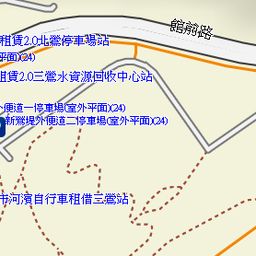 館前路
租賃2.0北鶯停車場站
平面)(24)
租賃2.0三鶯水資源回收中心站
外便道一停車場(室外平面)(24)
新鶯堤外便道二停車場(室外平面)(24)
市河濱自行車租借三鶯站